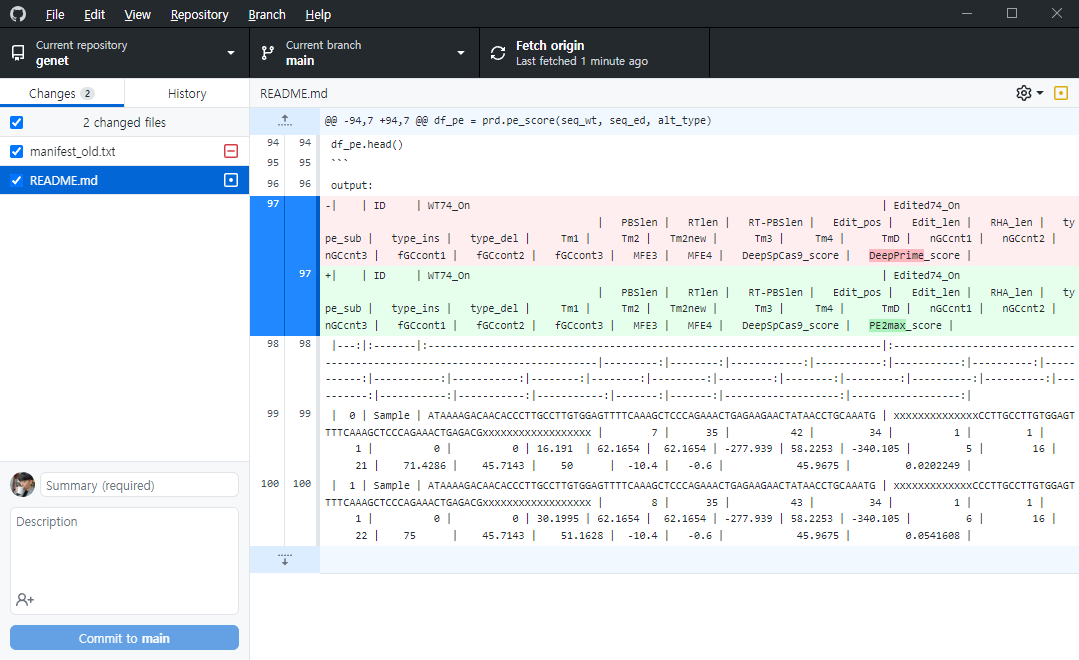 File Edit View Repository Branch Help
Current repository
genet
Current branch
main
Fetch origin
Last fetched 1 minute ago
Changes 2
History
README.md
2 changed files
manifest_old.txt
README.md
@@ -94,7 +94,7 @@ df_pe = prd.pe_score(seq_wt, seq_ed, alt_type)
94 94 df_pe.head()
95 95 ```
96 96 output:
97 -| | ID | WT74_On | Edited74_On
| PBSlen | RTlen | RT-PBSlen | Edit_pos | Edit_len | RHA_len | ty
pe_sub | type_ins | type_del | Tm1 | Tm2 | Tm2new | Tm3 | Tm4 | TmD | nGCcnt1 | nGCcnt2 |
nGCcnt3 | fGCcont1 | fGCcont2 | fGCcont3 | MFE3 | MFE4 | DeepSpCas9_score | DeepPrime_score |
97 +| | ID | WT74_On | Edited74_On
| PBSlen | RTlen | RT-PBSlen | Edit_pos | Edit_len | RHA_len | ty
pe_sub | type_ins | type_del | Tm1 | Tm2 | Tm2new | Tm3 | Tm4 | TmD | nGCcnt1 | nGCcnt2 |
nGCcnt3 | fGCcont1 | fGCcont2 | fGCcont3 | MFE3 | MFE4 | DeepSpCas9_score | PE2max_score |
98 98 |---:|:-------|:---------------------------------------------------------------------------|:------------------------------
--------------------------------------------|---------:|--------:|------------:|-----------:|-----------:|----------:|-----
------:|-----------:|-----------:|--------:|--------:|---------:|---------:|--------:|---------:|----------:|----------:|---
-------:|-----------:|-----------:|-----------:|-------:|-------:|-------------------:|------------------:|
99 99 | 0 | Sample | ATAAAAGACAACACCCTTGCCTTGTGGAGTTTTCAAAGCTCCCAGAAACTGAGAAGAACTATAACCTGCAAATG | xxxxxxxxxxxxxxCCTTGCCTTGTGGAGT
TTTCAAAGCTCCCAGAAACTGAGACGxxxxxxxxxxxxxxxxxx | 7 | 35 | 42 | 34 | 1 | 1 |
1 | 0 | 0 | 16.191 | 62.1654 | 62.1654 | -277.939 | 58.2253 | -340.105 | 5 | 16 |
21 | 71.4286 | 45.7143 | 50 | -10.4 | -0.6 | 45.9675 | 0.0202249 |
100 100 | 1 | Sample | ATAAAAGACAACACCCTTGCCTTGTGGAGTTTTCAAAGCTCCCAGAAACTGAGAAGAACTATAACCTGCAAATG | xxxxxxxxxxxxxCCCTTGCCTTGTGGAGT
TTTCAAAGCTCCCAGAAACTGAGACGxxxxxxxxxxxxxxxxxx | 8 | 35 | 43 | 34 | 1 | 1 |
1 | 0 | 0 | 30.1995 | 62.1654 | 62.1654 | -277.939 | 58.2253 | -340.105 | 6 | 16 |
22 | 75 | 45.7143 | 51.1628 | -10.4 | -0.6 | 45.9675 | 0.0541608 |
Summary (required)
Description
Commit to main